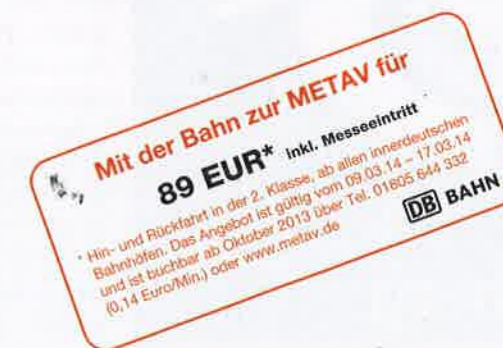 Mit der Bahn zur METAV für
89 EUR* inkl. Messeeintritt
* Hin- und Rückfahrt in der 2. Klasse, ab allen innerdeutschen
Bahnhöfen. Das Angebot ist gültig vom 09.03.14 – 17.03.14
und ist buchbar ab Oktober 2013 über Tel. 01805 644 332
(0,14 Euro/Min.) oder www.metav.de
DB BAHN